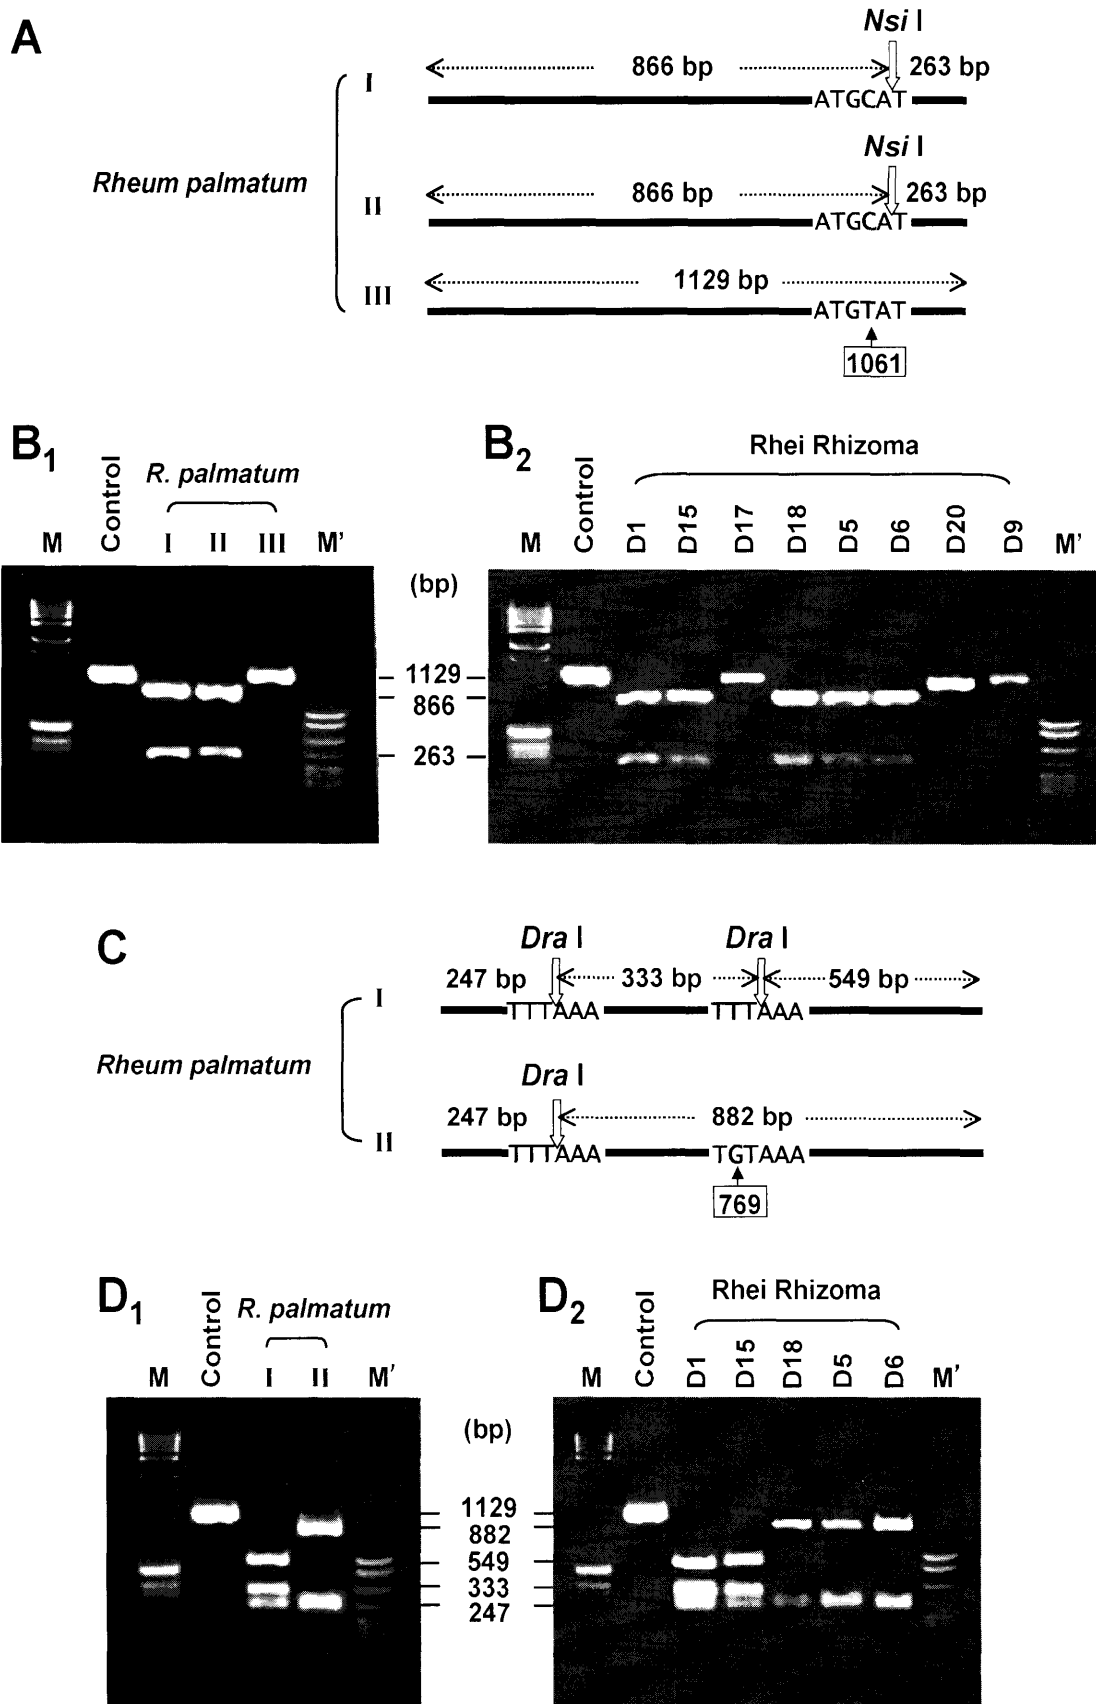 A
Nsi I
866 bp
263 bp
I
ATGCAT
Nsi I
Rheum palmatum
866 bp
263 bp
II
ATGCAT
1129 bp
III
ATGTAT
1061
B1
Control
R. palmatum
M
I
II
III
M'
(bp)
1129
866
263
B2
Rhei Rhizoma
M
Control
D1
D15
D17
D18
D5
D6
D20
D9
M'
C
Dra I
Dra I
247 bp
333 bp
549 bp
I
TTTAAA
TTTAAA
Rheum palmatum
Dra I
247 bp
882 bp
II
TTTAAA
TGTAAA
769
D1
Control
R. palmatum
M
I
II
M'
(bp)
1129
882
549
333
247
D2
Rhei Rhizoma
M
Control
D1
D15
D18
D5
D6
M'